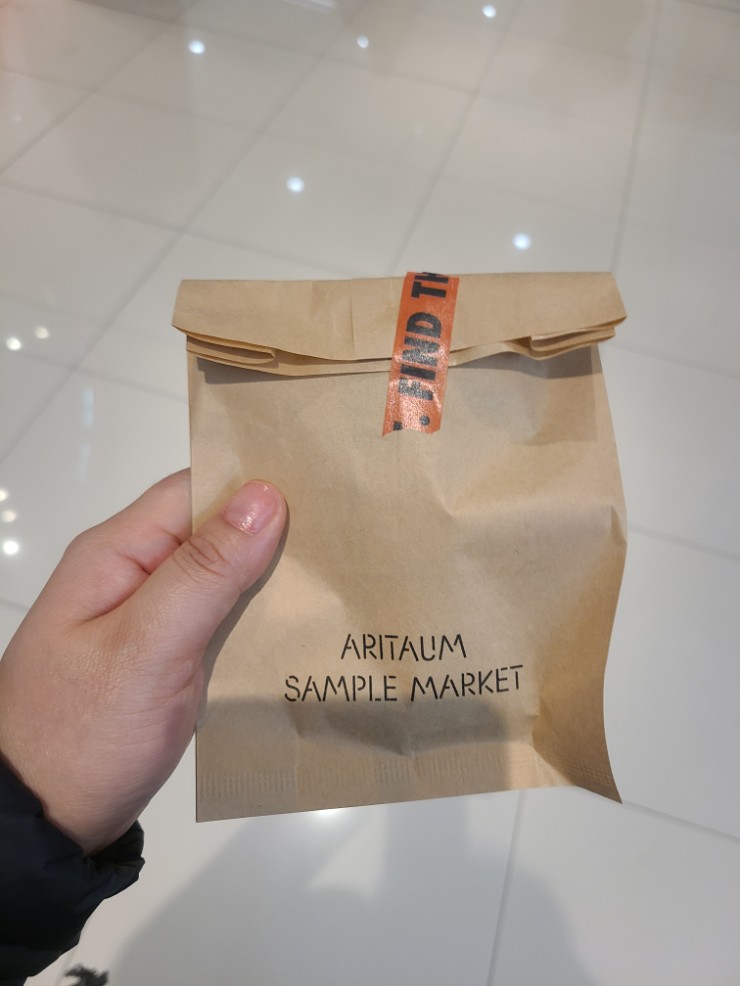 : FIND
ARITAUM
SAMPLE MARKET